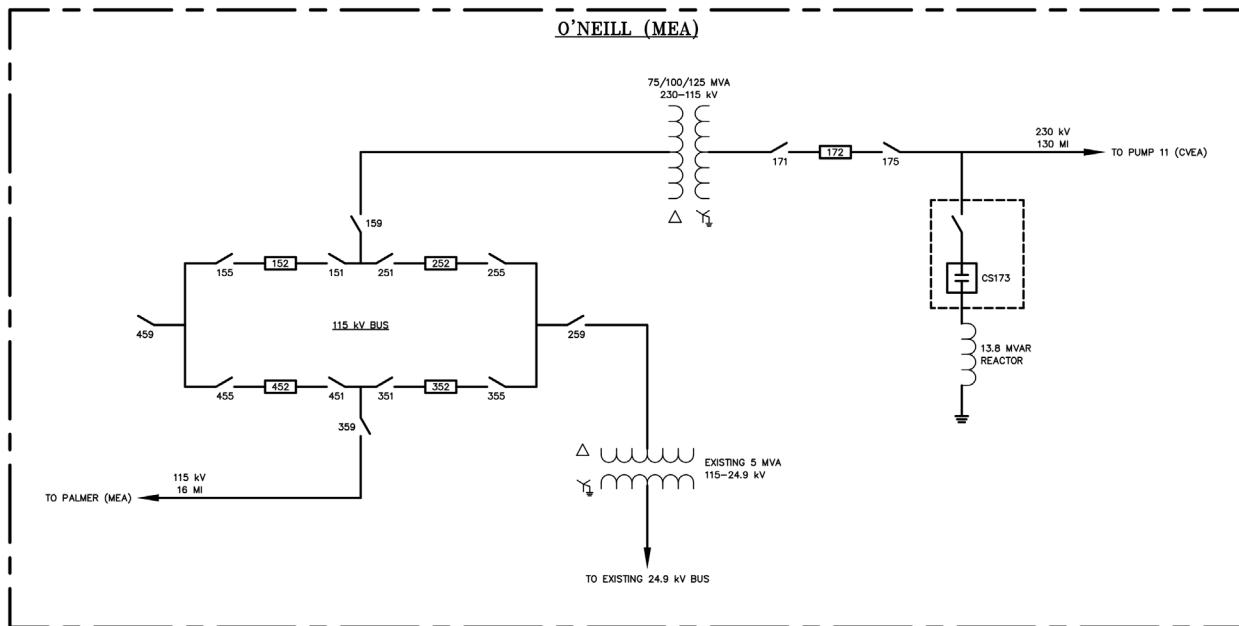 O'NEILL (MEA)
75/100/125 MVA
230-115 kV
230 kV
130 MI
TO PUMP 11 (CVEA)
171
172
175
159
155
152
151
251
252
255
CS173
459
115 kV BUS
259
13.8 MVAR
REACTOR
455
452
451
351
352
355
359
EXISTING 5 MVA
115-24.9 kV
115 kV
16 MI
TO PALMER (MEA)
TO EXISTING 24.9 kV BUS